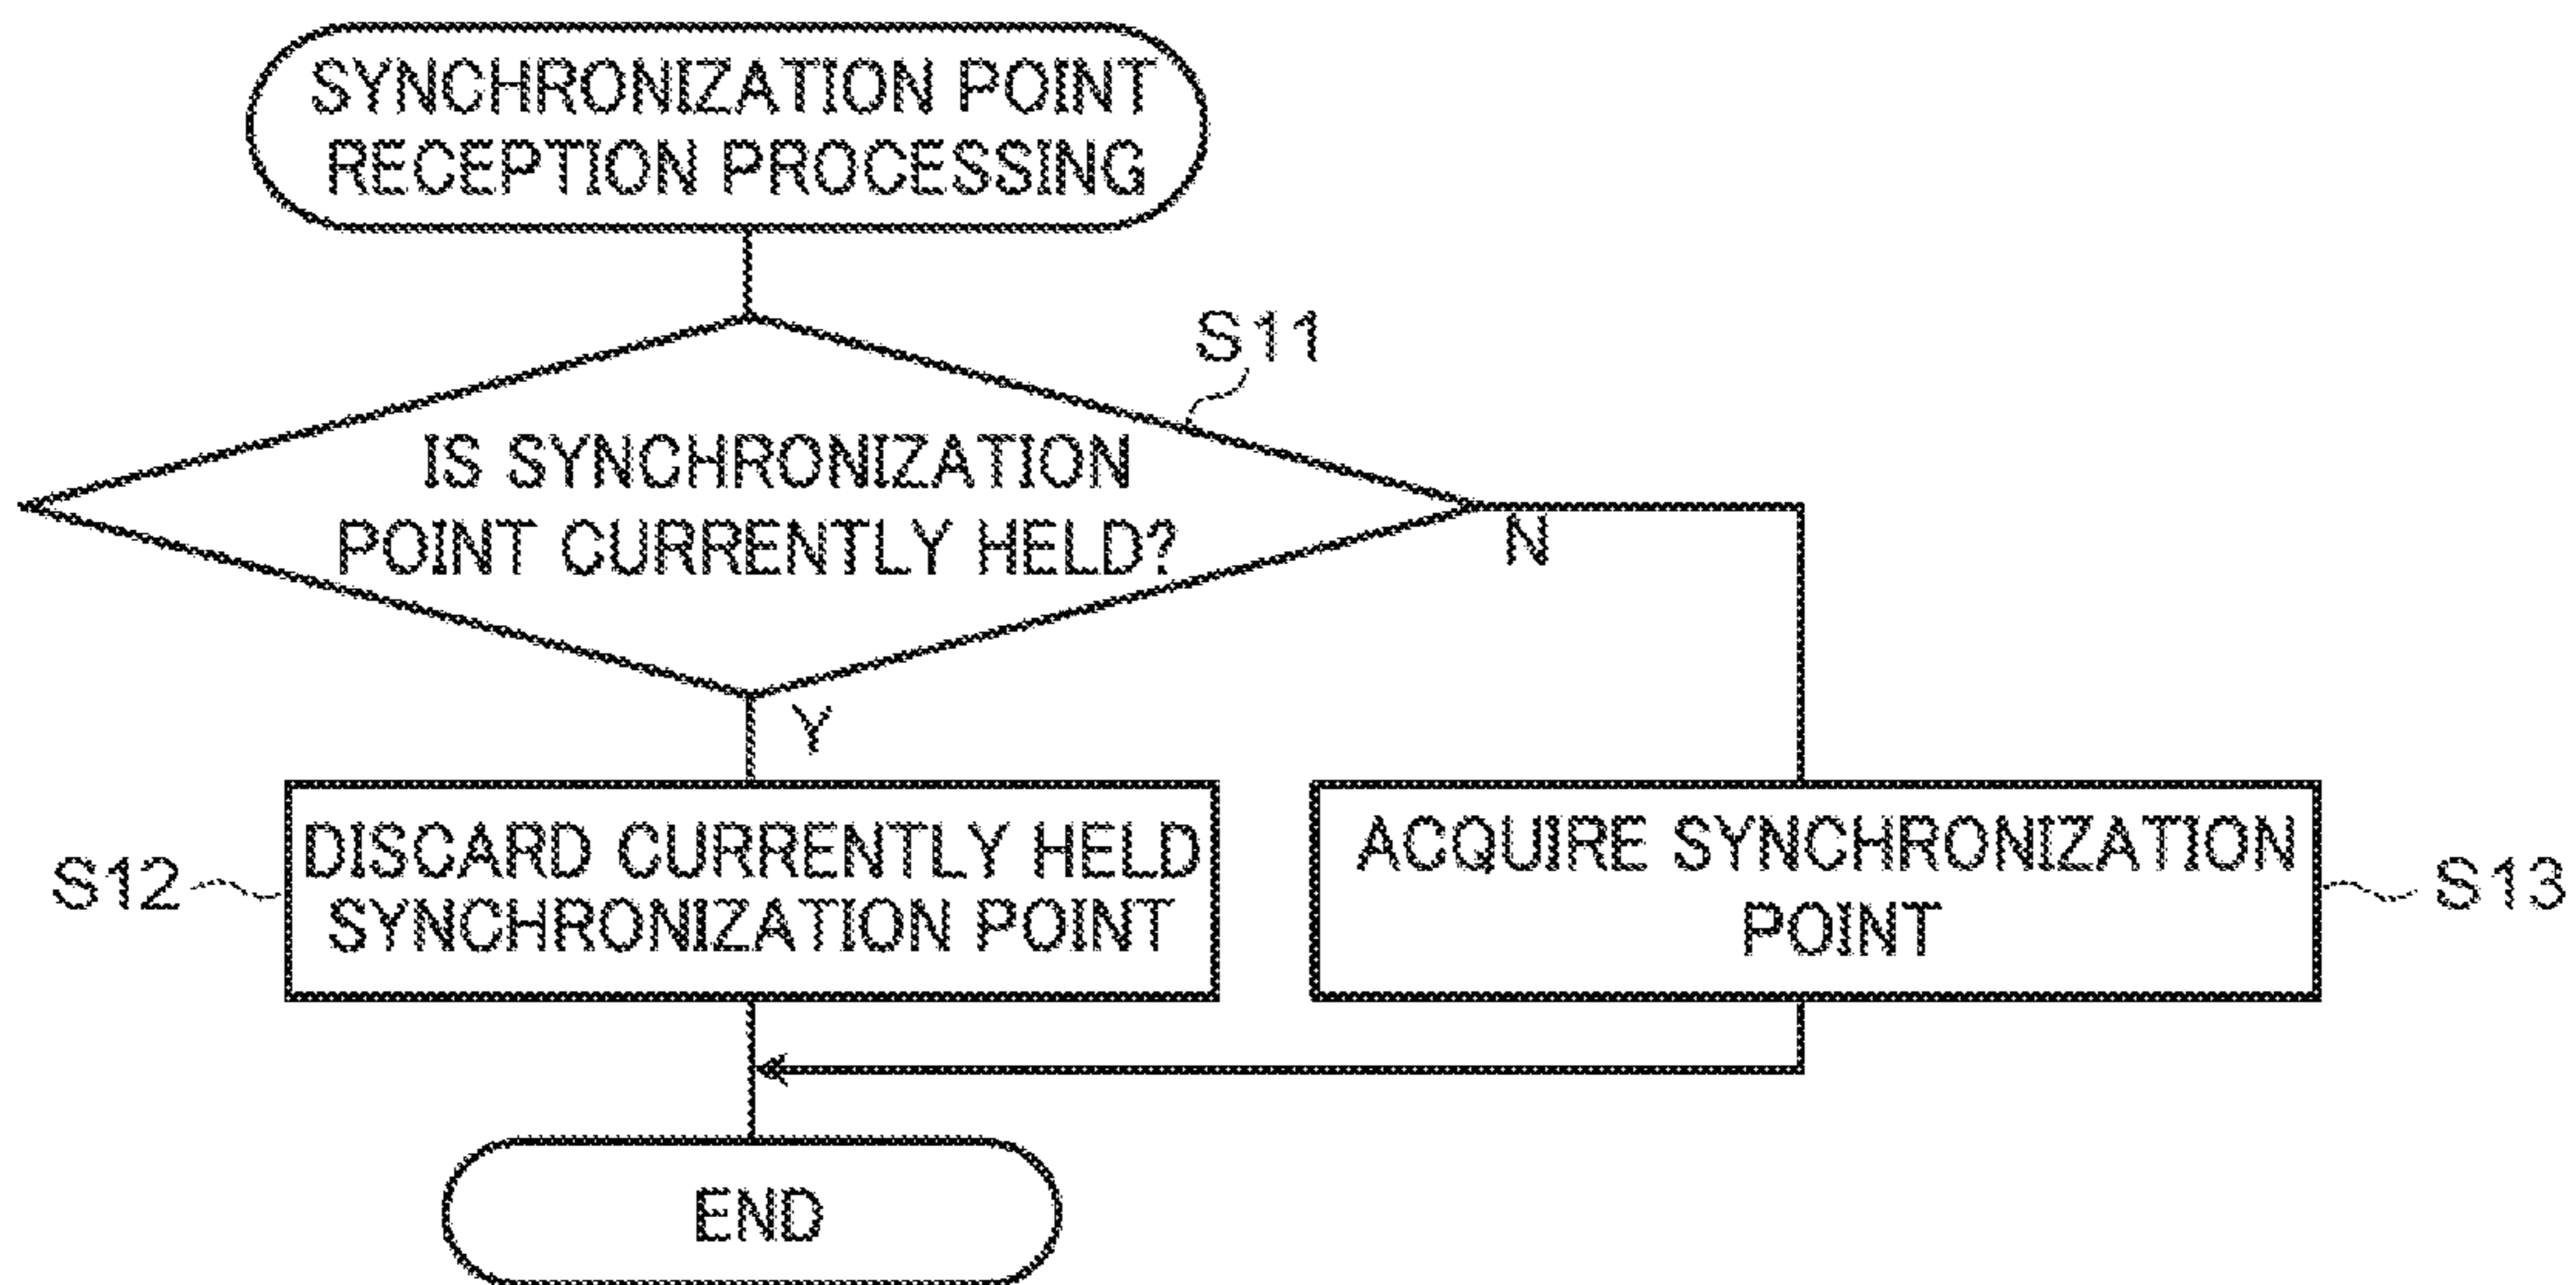 SYNCHRONIZATION POINT
RECEPTION PROCESSING
S11
IS SYNCHRONIZATION
POINT CURRENTLY HELD?
N
Y
S12
DISCARD CURRENTLY HELD
SYNCHRONIZATION POINT
ACQUIRE SYNCHRONIZATION
POINT
S13
END